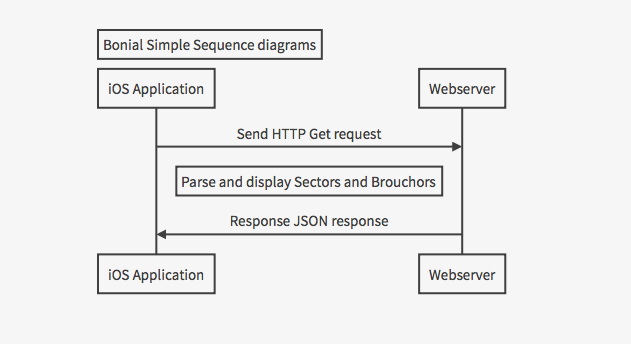 Bonial Simple Sequence diagrams
iOS Application
Webserver
Send HTTP Get request
Parse and display Sectors and Brouchors
Response JSON response
iOS Application
Webserver